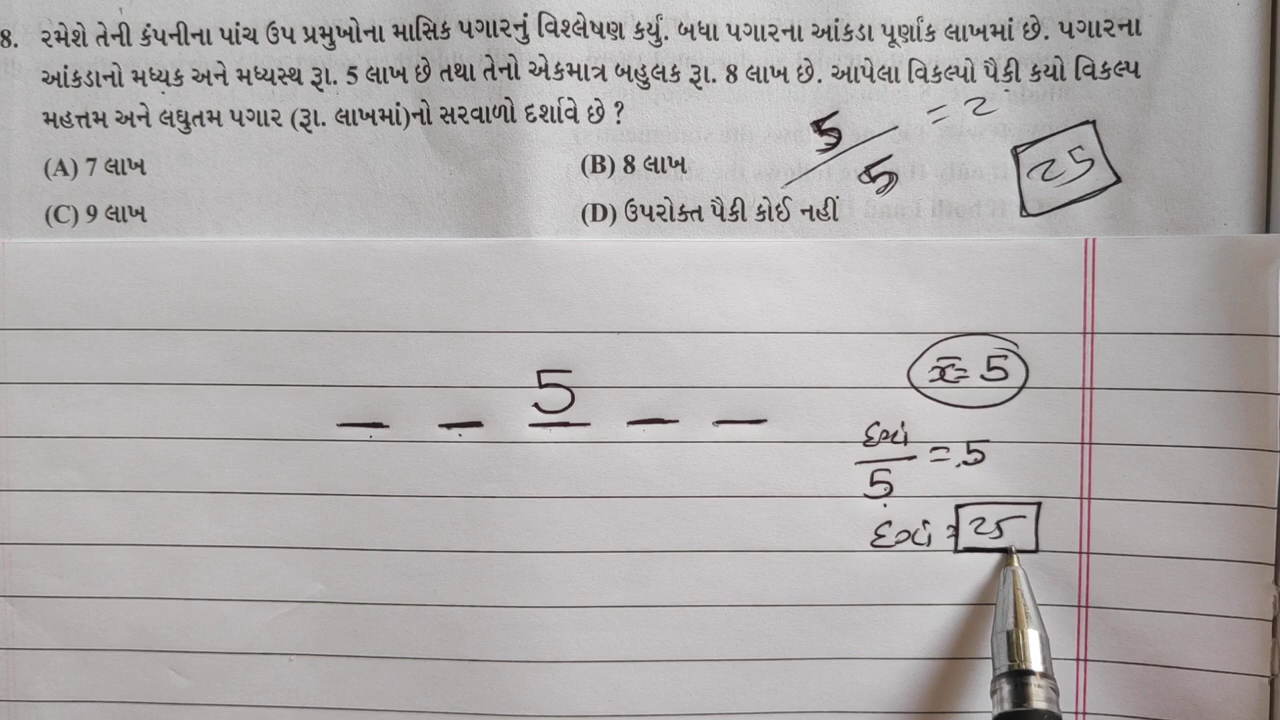 8. રમેશે તેની કંપનીના પાંચ ઉપ પ્રમુખોના માસિક પગારનું વિશ્લેષણ કર્યું. બધા પગારના આંકડા પૂર્ણાંક લાખમાં છે. પગારના
આંકડાનો મધ્યક અને મધ્યસ્થ રૂા. 5 લાખ છે તથા તેનો એકમાત્ર બહુલક રૂા. 8 લાખ છે. આપેલા વિકલ્પો પૈકી કયો વિકલ્પ
મહત્તમ અને લઘુતમ પગાર (રૂા. લાખમાં)નો સરવાળો દર્શાવે છે ?
(A) 7 લાખ
(B) 8 લાખ
(C) 9 લાખ
(D) ઉપરોક્ત પૈકી કોઈ નહીં
5/5 = 2
25
_ _ 5 _ _
x̄ = 5
/5 = 5
= 25